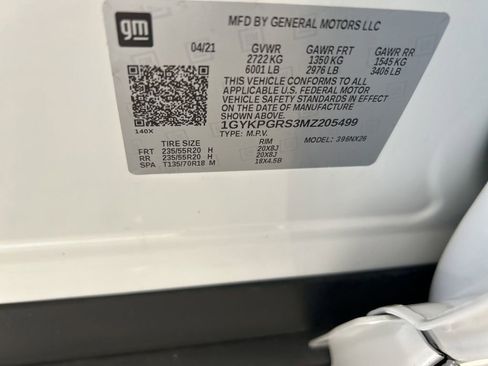 gm
MFD BY GENERAL MOTORS LLC
04/21 GVWR GAWR FRT GAWR RR
2722 KG 1350 KG 1545 KG
6001 LB 2976 LB 3406 LB
THIS VEHICLE CONFORMS TO ALL
APPLICABLE U.S. FEDERAL MOTOR
VEHICLE SAFETY STANDARDS IN EFFECT
ON THE DATE OF MANUFACTURE
SHOWN ABOVE.
1GYKPGRS3MZ205499
140X TYPE: M.P.V. MODEL: 396NX26
TIRE SIZE RIM
FRT 235/55R20 H 20X8J
RR 235/55R20 H 20X8J
SPA T135/70R18 M 18X4.5B